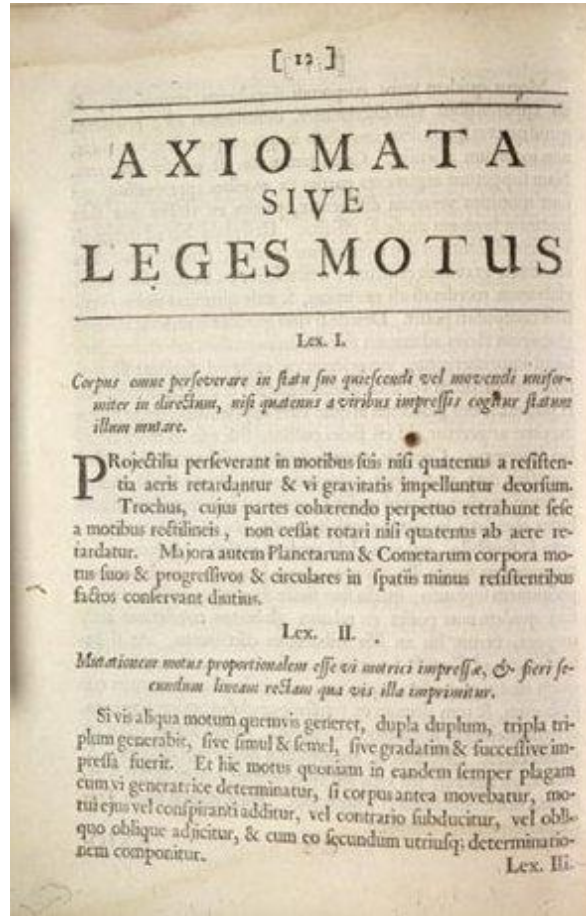 [ 12 ]
AXIOMATA
SIVE
LEGES MOTUS
Lex. I.
Corpus omne perseverare in statu suo quiescendi vel movendi unifor-
miter in directum, nisi quatenus a viribus impressis cogitur statum
illum mutare.
PRojectilia perseverant in motibus suis nisi quatenus a resisten-
tia aeris retardantur & vi gravitatis impelluntur deorsum.
Trochus, cujus partes cohærendo perpetuo retrahunt sese
a motibus rectilineis, non cessat rotari nisi quatenus ab aere re-
tardatur. Majora autem Planetarum & Cometarum corpora mo-
tus suos & progressivos & circulares in spatiis minus resistentibus
factos conservant diutius.
Lex. II.
Mutationem motus proportionalem esse vi motrici impressæ, & fieri se-
cundum lineam rectam qua vis illa imprimitur.
Si vis aliqua motum quemvis generet, dupla duplum, tripla tri-
plum generabit, sive simul & semel, sive gradatim & successive im-
pressa fuerit. Et hic motus quoniam in eandem semper plagam
cum vi generatrice determinatur, si corpus antea movebatur, mo-
tui ejus vel conspiranti additur, vel contrario subducitur, vel obli-
quo oblique adjicitur, & cum eo secundum utriusq; determinatio-
nem componitur.
Lex. III.